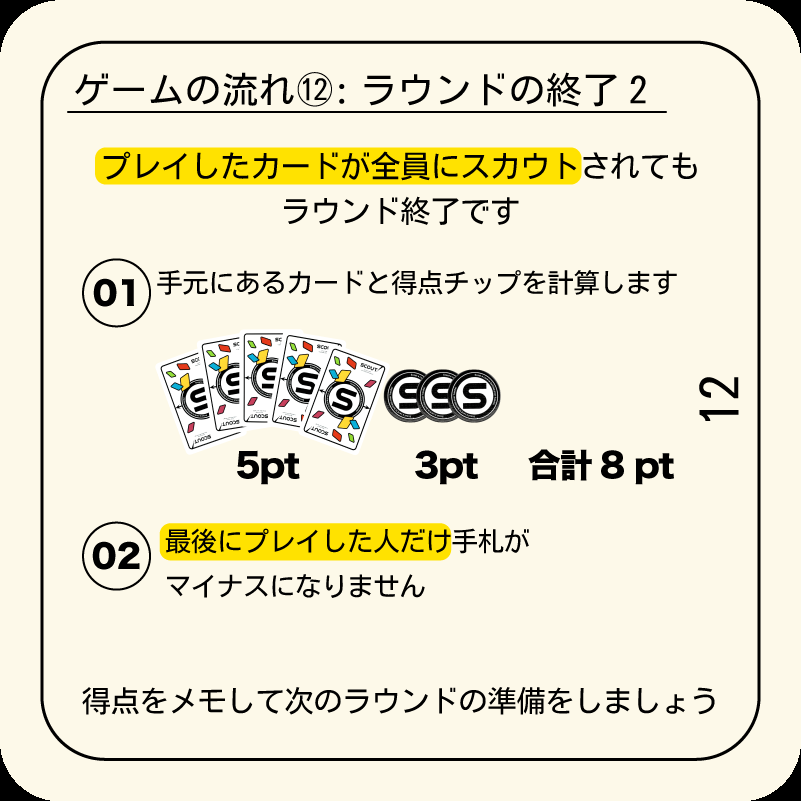 ゲームの流れ⑫: ラウンドの終了 2
プレイしたカードが全員にスカウトされても
ラウンド終了です
01 手元にあるカードと得点チップを計算します
SCOUT!
5pt 3pt 合計 8 pt
12
02 最後にプレイした人だけ手札が
マイナスになりません
得点をメモして次のラウンドの準備をしましょう